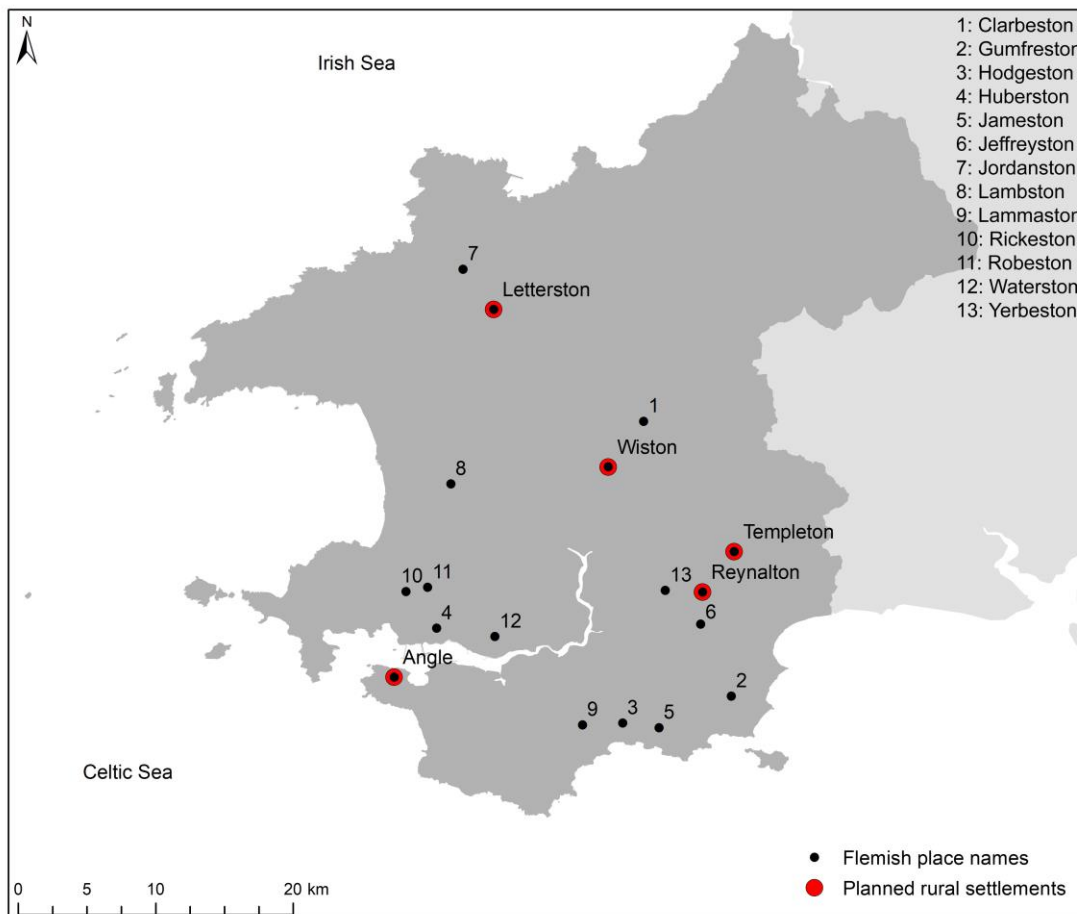 N
Irish Sea
1: Clarbeston
2: Gumfreston
3: Hodgeston
4: Huberston
5: Jameston
6: Jeffreyston
7: Jordanston
8: Lambston
9: Lammaston
10: Rickeston
11: Robeston
12: Waterston
13: Yerbeston
7
Letterston
1
Wiston
8
Templeton
Reynalton
13
10
11
6
4
12
Angle
2
9
3
5
Celtic Sea
Flemish place names
Planned rural settlements
0 5 10 20 km